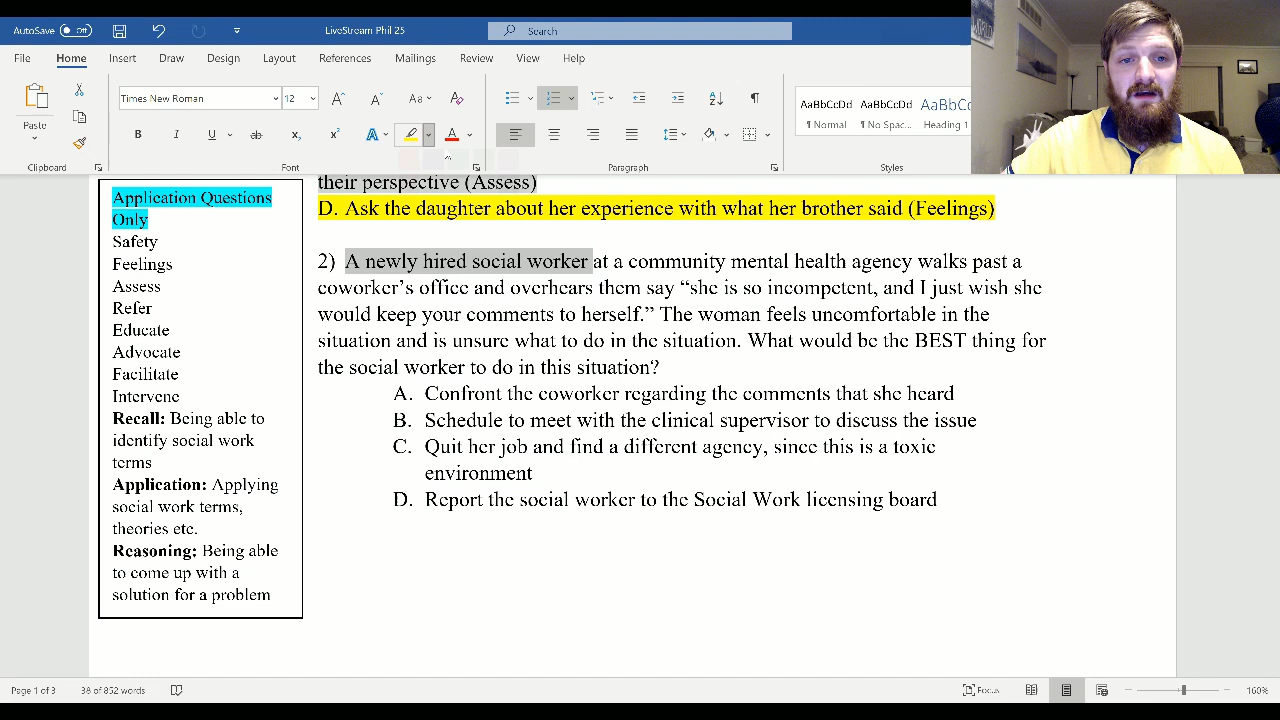 AutoSave Off LiveStream Phil 25 Search
File Home Insert Draw Design Layout References Mailings Review View Help
Times New Roman 12 Aa
Paste B I U ab x₂ x² A A
AaBbCcDd AaBbCcDd AaBbCc
¶ Normal ¶ No Spac... Heading 1
Clipboard Font Paragraph Styles
their perspective (Assess)
D. Ask the daughter about her experience with what her brother said (Feelings)
2) A newly hired social worker at a community mental health agency walks past a
coworker's office and overhears them say “she is so incompetent, and I just wish she
would keep your comments to herself.” The woman feels uncomfortable in the
situation and is unsure what to do in the situation. What would be the BEST thing for
the social worker to do in this situation?
A. Confront the coworker regarding the comments that she heard
B. Schedule to meet with the clinical supervisor to discuss the issue
C. Quit her job and find a different agency, since this is a toxic
environment
D. Report the social worker to the Social Work licensing board
Application Questions
Only
Safety
Feelings
Assess
Refer
Educate
Advocate
Facilitate
Intervene
Recall: Being able to
identify social work
terms
Application: Applying
social work terms,
theories etc.
Reasoning: Being able
to come up with a
solution for a problem
Page 1 of 3 38 of 852 words Focus 160%